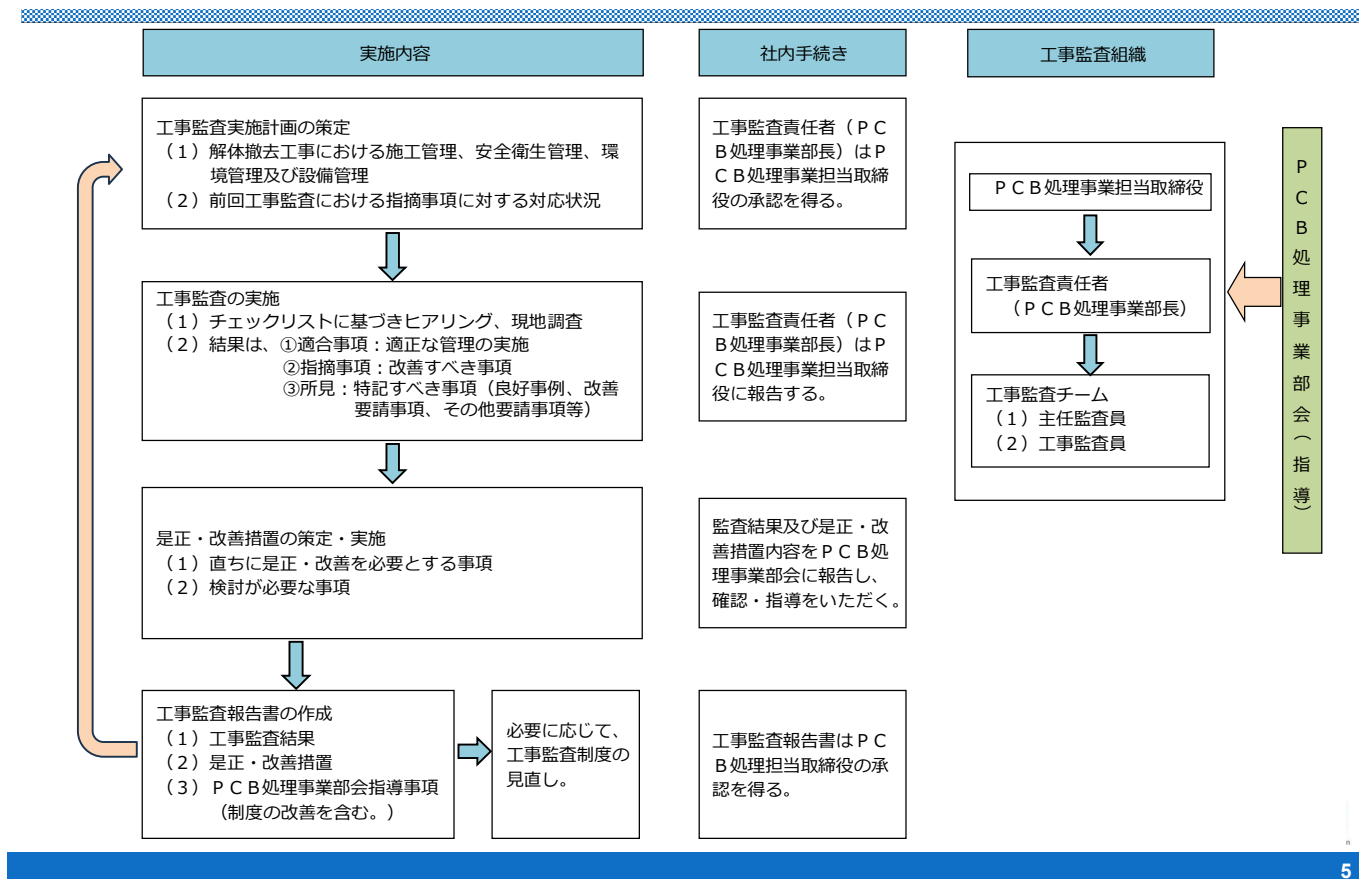 実施内容
工事監査実施計画の策定
（１）解体撤去工事における施工管理、安全衛生管理、環
境管理及び設備管理
（２）前回工事監査における指摘事項に対する対応状況
工事監査の実施
（１）チェックリストに基づきヒアリング、現地調査
（２）結果は、①適合事項：適正な管理の実施
②指摘事項：改善すべき事項
③所見：特記すべき事項（良好事例、改善
要請事項、その他要請事項等）
是正・改善措置の策定・実施
（１）直ちに是正・改善を必要とする事項
（２）検討が必要な事項
工事監査報告書の作成
（１）工事監査結果
（２）是正・改善措置
（３）ＰＣＢ処理事業部会指導事項
（制度の改善を含む。）
必要に応じて、
工事監査制度の
見直し。
社内手続き
工事監査責任者（ＰＣ
Ｂ処理事業部長）はＰ
ＣＢ処理事業担当取締
役の承認を得る。
工事監査責任者（ＰＣ
Ｂ処理事業部長）はＰ
ＣＢ処理事業担当取締
役に報告する。
監査結果及び是正・改
善措置内容をＰＣＢ処
理事業部会に報告し、
確認・指導をいただく。
工事監査報告書はＰＣ
Ｂ処理担当取締役の承
認を得る。
工事監査組織
ＰＣＢ処理事業担当取締役
工事監査責任者
（ＰＣＢ処理事業部長）
工事監査チーム
（１）主任監査員
（２）工事監査員
ＰＣＢ処理事業部会（指導）
5